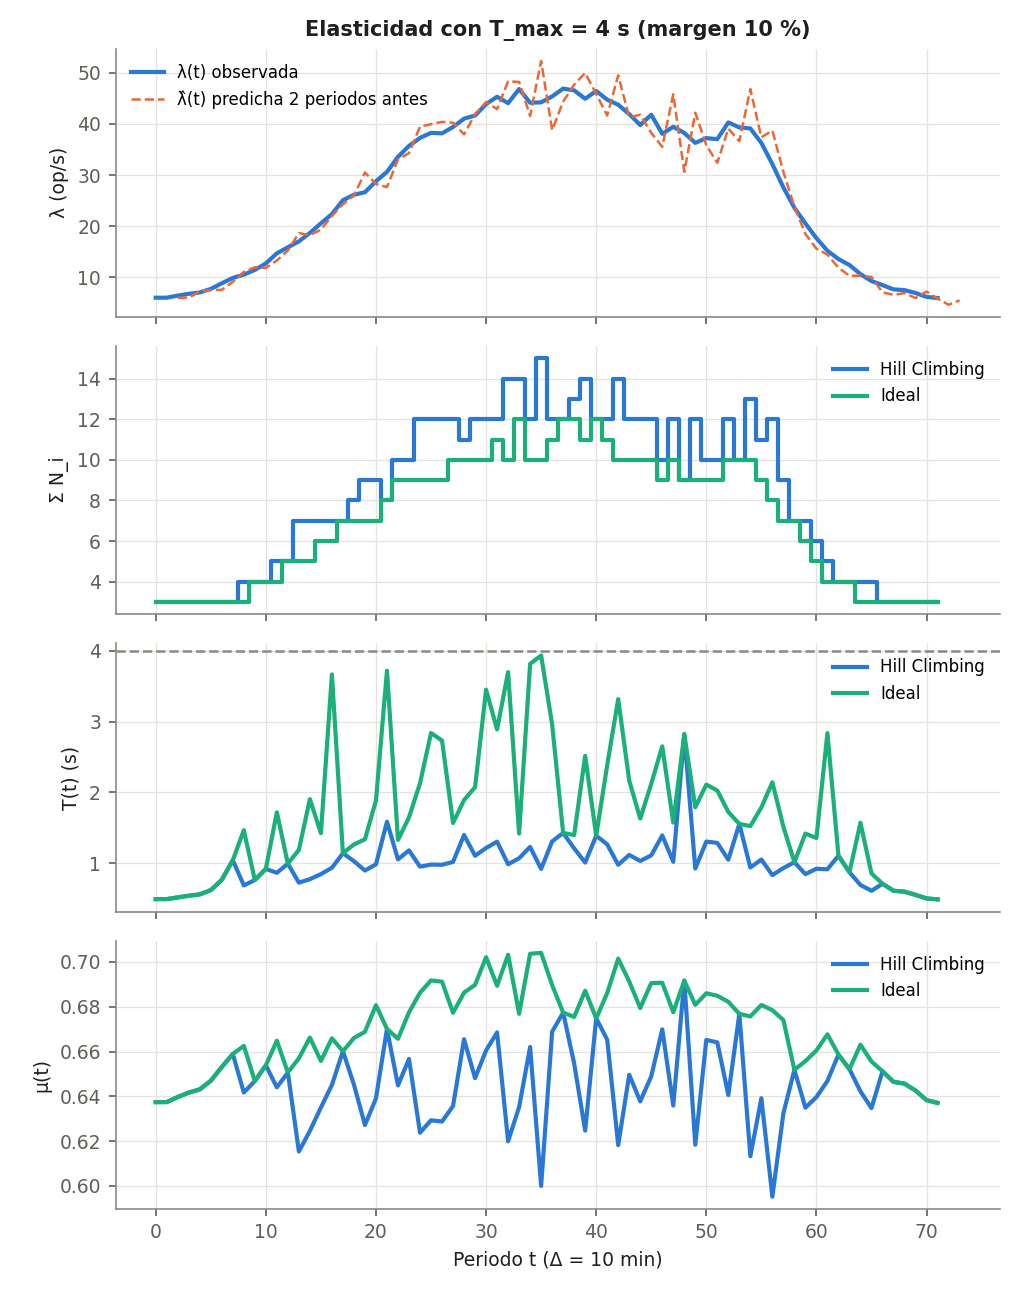 Elasticidad con T_max = 4 s (margen 10 %)
λ(t) observada
λ̂(t) predicha 2 periodos antes
λ (op/s)
50
40
30
20
10
Hill Climbing
Ideal
Σ N_i
14
12
10
8
6
4
Hill Climbing
Ideal
T(t) (s)
4
3
2
1
Hill Climbing
Ideal
μ(t)
0.70
0.68
0.66
0.64
0.62
0.60
0 10 20 30 40 50 60 70
Periodo t (Δ = 10 min)